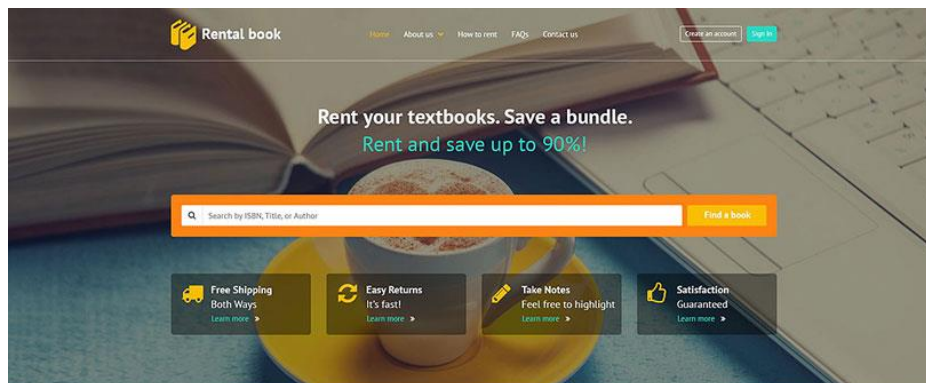 Rental book
Home About us How to rent FAQs Contact us
Create an account Sign In
Rent your textbooks. Save a bundle.
Rent and save up to 90%!
Search by ISBN, Title, or Author
Find a book
Free Shipping
Both Ways
Learn more »
Easy Returns
It's fast!
Learn more »
Take Notes
Feel free to highlight
Learn more »
Satisfaction
Guaranteed
Learn more »